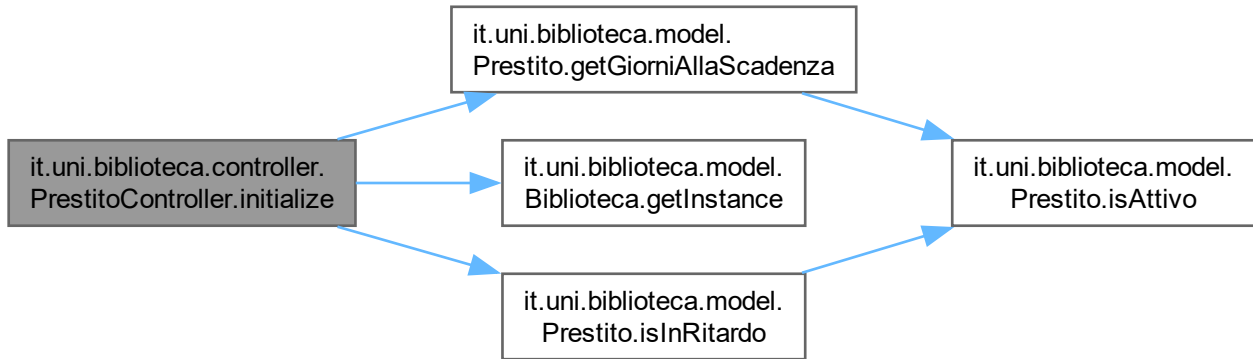 it.uni.biblioteca.controller.
PrestitoController.initialize
it.uni.biblioteca.model.
Prestito.getGiorniAllaScadenza
it.uni.biblioteca.model.
Biblioteca.getInstance
it.uni.biblioteca.model.
Prestito.isInRitardo
it.uni.biblioteca.model.
Prestito.isAttivo